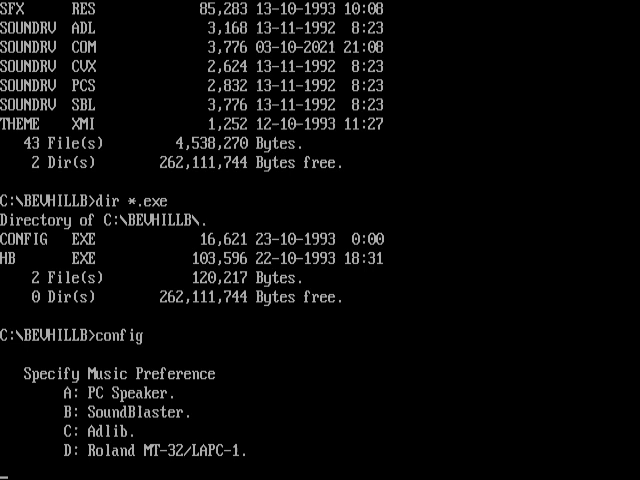 SFX      RES             85,283 13-10-1993 10:08
SOUNDRV  ADL              3,168 13-11-1992  8:23
SOUNDRV  COM              3,776 03-10-2021 21:08
SOUNDRV  CVX              2,624 13-11-1992  8:23
SOUNDRV  PCS              2,832 13-11-1992  8:23
SOUNDRV  SBL              3,776 13-11-1992  8:23
THEME    XMI              1,252 12-10-1993 11:27
   43 File(s)         4,538,270 Bytes.
    2 Dir(s)        262,111,744 Bytes free.
C:\BEVHILLB>dir *.exe
Directory of C:\BEVHILLB\.
CONFIG   EXE             16,621 23-10-1993  0:00
HB       EXE            103,596 22-10-1993 18:31
    2 File(s)           120,217 Bytes.
    0 Dir(s)        262,111,744 Bytes free.
C:\BEVHILLB>config
   Specify Music Preference
        A: PC Speaker.
        B: SoundBlaster.
        C: Adlib.
        D: Roland MT-32/LAPC-1.